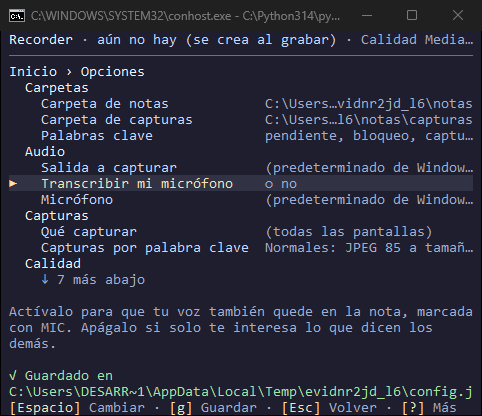 C:\WINDOWS\SYSTEM32\conhost.exe - C:\Python314\py…
Recorder · aún no hay (se crea al grabar) · Calidad Media…
Inicio › Opciones
Carpetas
Carpeta de notas C:\Users…vidnr2jd_l6\notas
Carpeta de capturas C:\Users…l6\notas\capturas
Palabras clave pendiente, bloqueo, captu…
Audio
Salida a capturar (predeterminado de Window…
► Transcribir mi micrófono o no
Micrófono (predeterminado de Window…
Capturas
Qué capturar (todas las pantallas)
Capturas por palabra clave Normales: JPEG 85 a tamañ…
Calidad
↓ 7 más abajo
Actívalo para que tu voz también quede en la nota, marcada
con MIC. Apágalo si solo te interesa lo que dicen los
demás.
√ Guardado en
C:\Users\DESARR~1\AppData\Local\Temp\evidnr2jd_l6\config.j
[Espacio] Cambiar · [g] Guardar · [Esc] Volver · [?] Más